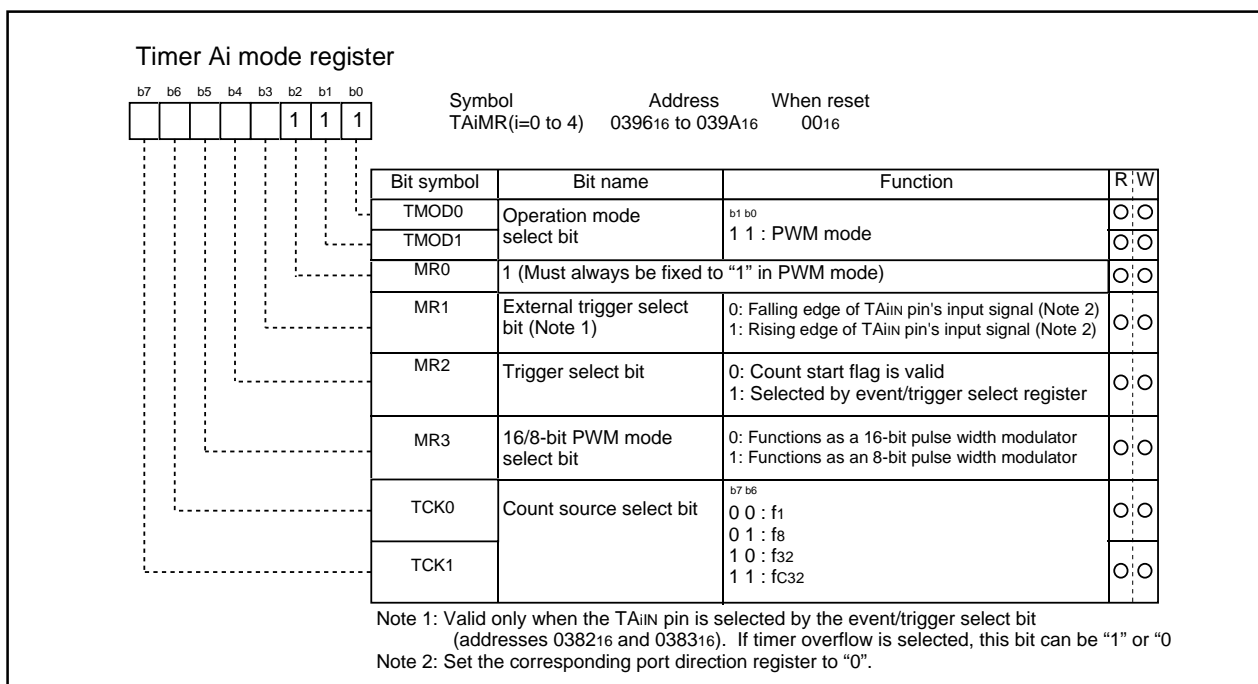 Timer Ai mode register
b7 b6 b5 b4 b3 b2 b1 b0
1 1 1
Symbol Address When reset
TAiMR(i=0 to 4) 039616 to 039A16 0016
Bit symbol Bit name Function R W
TMOD0 Operation mode b1 b0
TMOD1 select bit 1 1 : PWM mode
MR0 1 (Must always be fixed to “1” in PWM mode)
MR1 External trigger select 0: Falling edge of TAiIN pin's input signal (Note 2)
bit (Note 1) 1: Rising edge of TAiIN pin's input signal (Note 2)
MR2 Trigger select bit 0: Count start flag is valid
1: Selected by event/trigger select register
MR3 16/8-bit PWM mode 0: Functions as a 16-bit pulse width modulator
select bit 1: Functions as an 8-bit pulse width modulator
b7 b6
TCK0 Count source select bit 0 0 : f1
0 1 : f8
1 0 : f32
TCK1 1 1 : fC32
Note 1: Valid only when the TAiIN pin is selected by the event/trigger select bit
(addresses 038216 and 038316). If timer overflow is selected, this bit can be “1” or “0
Note 2: Set the corresponding port direction register to “0”.